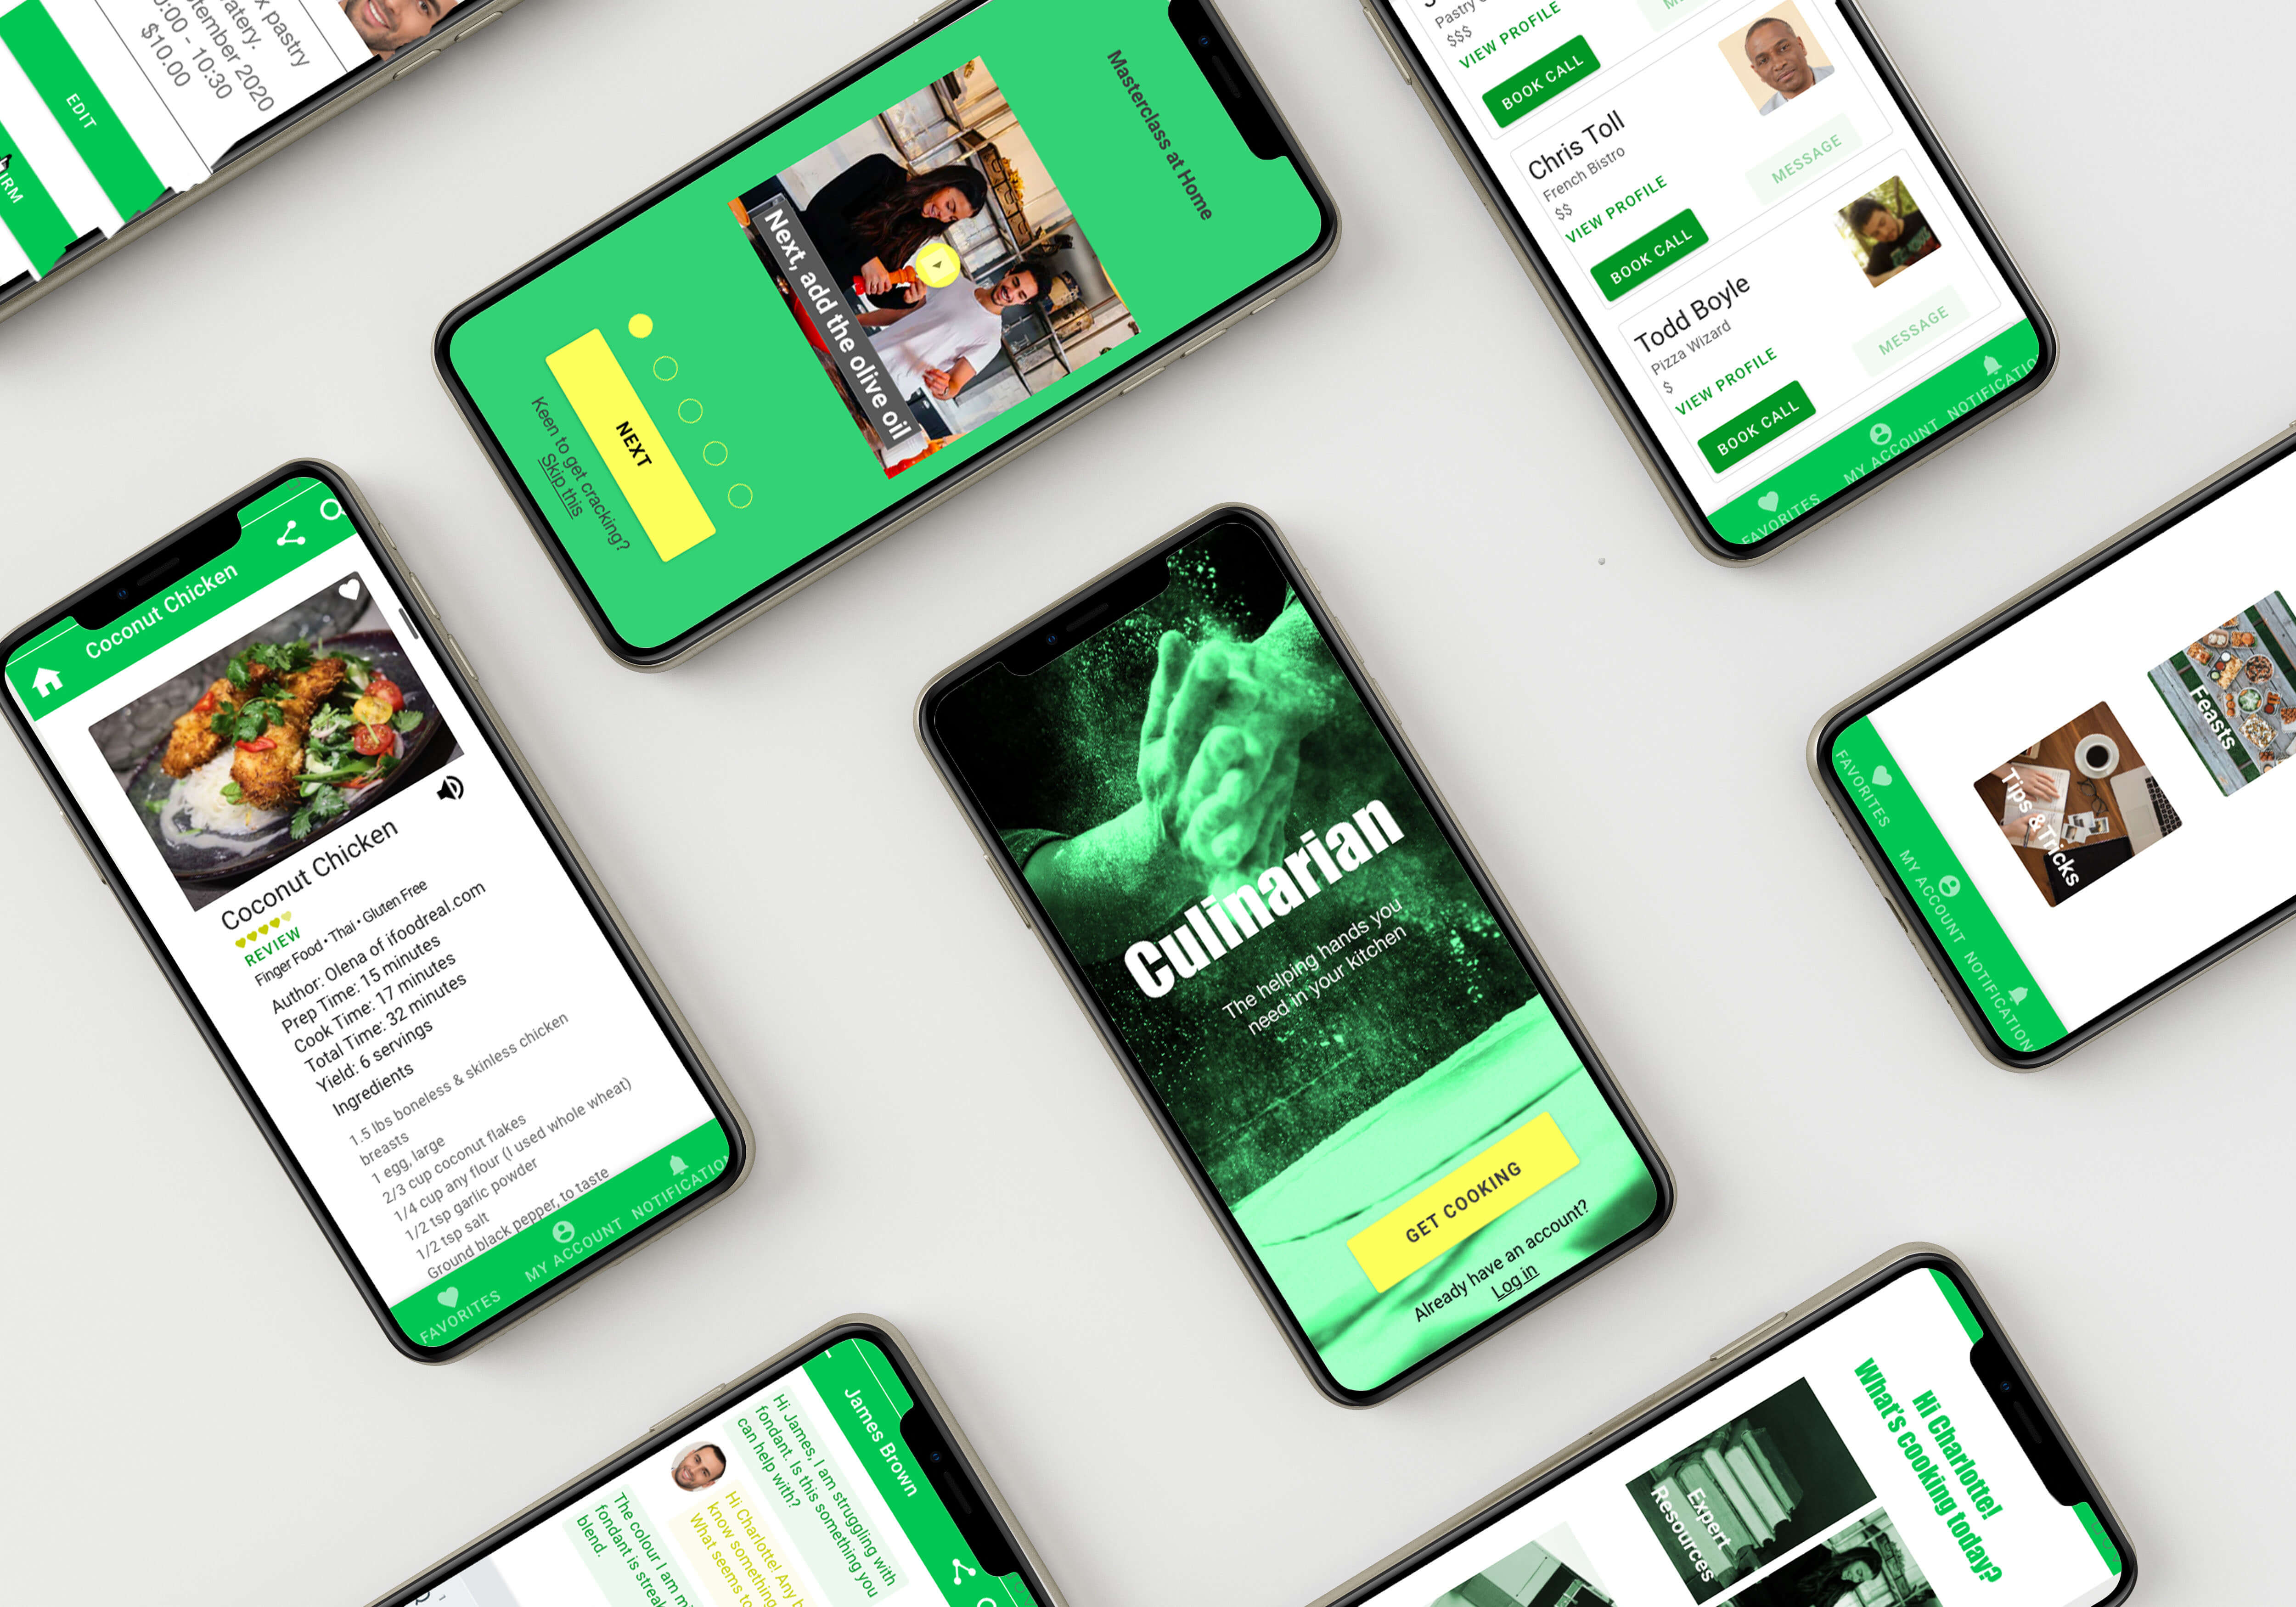 pastry
atery.
:00 - 10:30
tember 2020
$10.00
EDIT
IRM
Masterclass at Home
Next, add the olive oil
NEXT
Keen to get cracking?
Skip this
Pastry
$$$
VIEW PROFILE
BOOK CALL
Chris Toll
French Bistro
$$
VIEW PROFILE
MESSAGE
BOOK CALL
Todd Boyle
Pizza Wizard
$
VIEW PROFILE
MESSAGE
BOOK CALL
FAVORITES
MY ACCOUNT
NOTIFICATIO
Coconut Chicken
Coconut Chicken
REVIEW
Finger Food • Thai • Gluten Free
Author: Olena of ifoodreal.com
Prep Time: 15 minutes
Cook Time: 17 minutes
Total Time: 32 minutes
Yield: 6 servings
Ingredients
1.5 lbs boneless & skinless chicken
breasts
1 egg, large
2/3 cup coconut flakes
1/4 cup any flour (I used whole wheat)
1/2 tsp garlic powder
1/2 tsp salt
Ground black pepper, to taste
FAVORITES
MY ACCOUNT
NOTIFICATION
Culinarian
The helping hands you
need in your kitchen
GET COOKING
Already have an account?
Log in
Feasts
Tips & Tricks
FAVORITES
MY ACCOUNT
NOTIFICATION
James Brown
Hi James, I am struggling with
fondant. Is this something you
can help with?
Hi Charlotte! Any
know something
What seems to
The colour I am m
fondant is streak
blend.
Hi Charlotte!
What's cooking today?
Expert
Resources